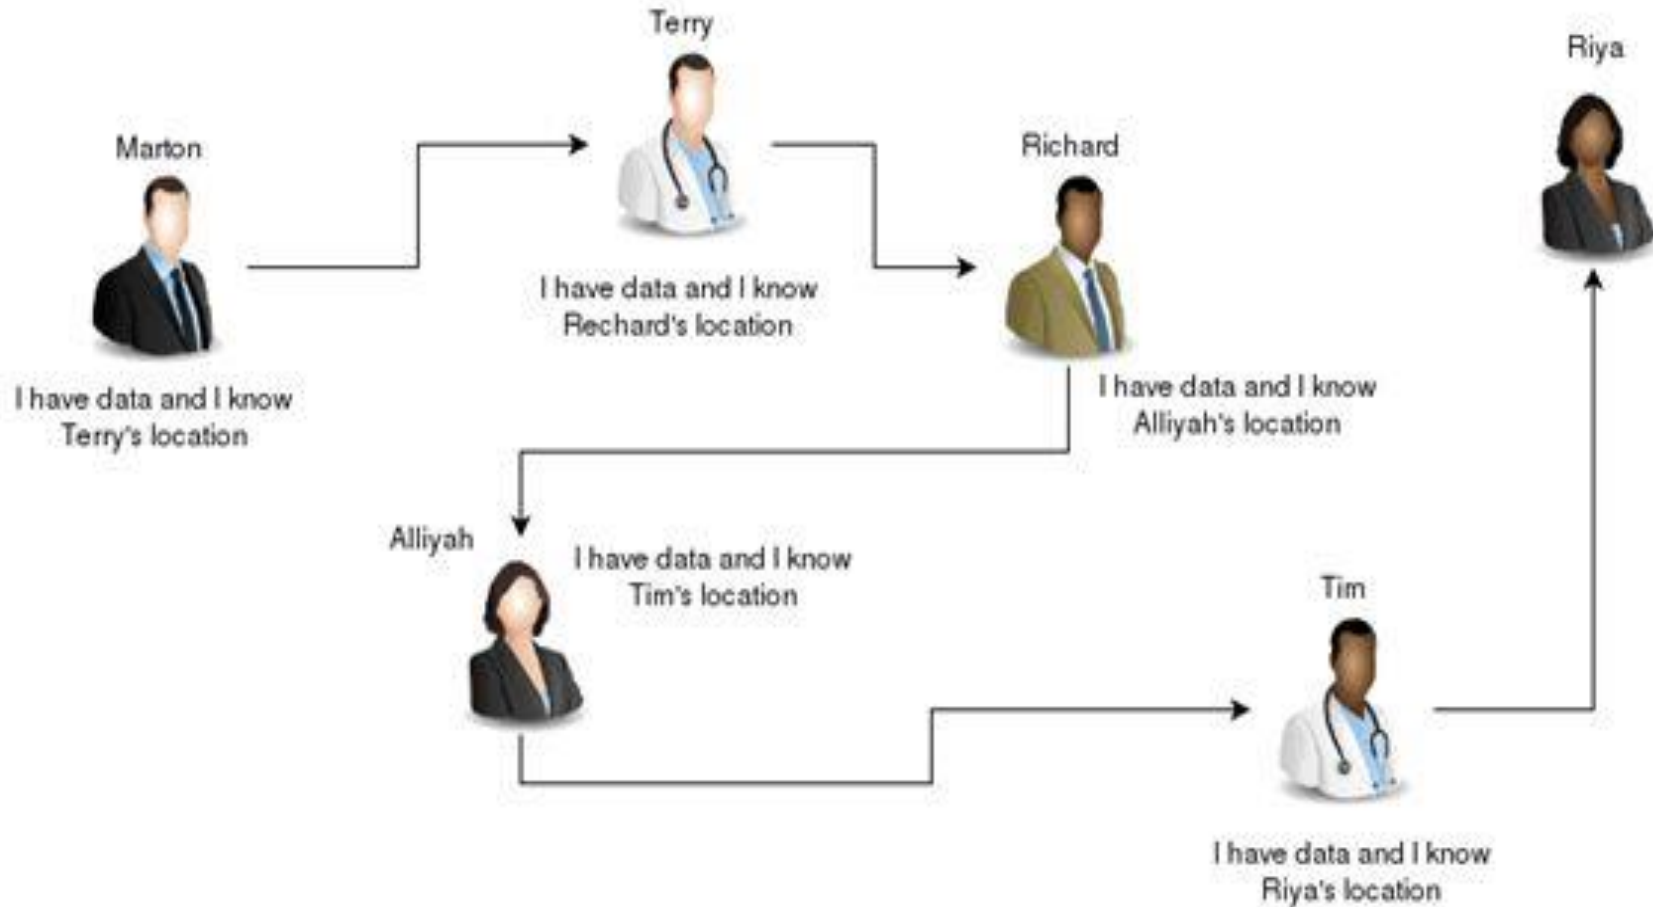 Terry
Riya
Marton
Richard
I have data and I know
Rechard's location
I have data and I know
Terry's location
I have data and I know
Alliyah's location
Alliyah
I have data and I know
Tim's location
Tim
I have data and I know
Riya's location